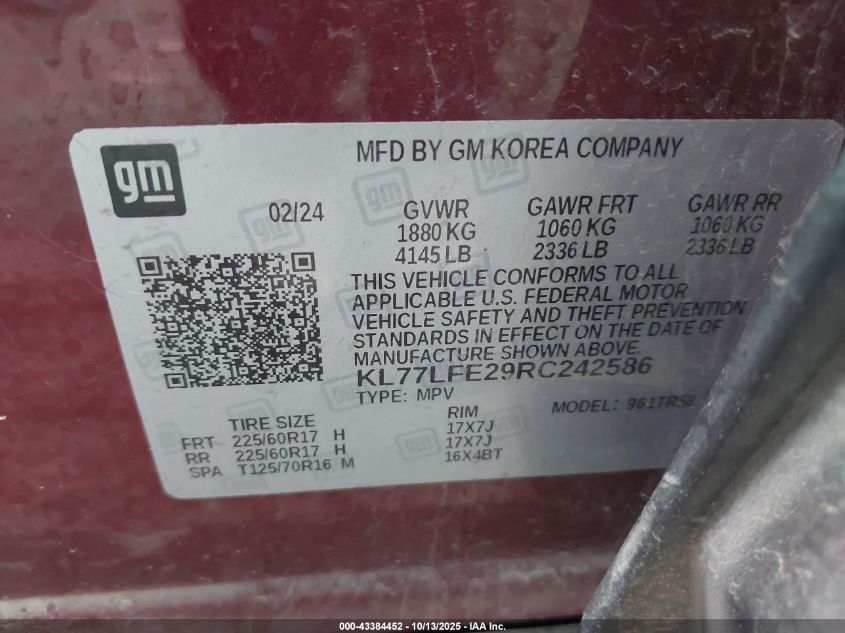 gm
MFD BY GM KOREA COMPANY
02/24 GVWR GAWR FRT GAWR RR
1880 KG 1060 KG 1060 KG
4145 LB 2336 LB 2336 LB
THIS VEHICLE CONFORMS TO ALL
APPLICABLE U.S. FEDERAL MOTOR
VEHICLE SAFETY AND THEFT PREVENTION
STANDARDS IN EFFECT ON THE DATE OF
MANUFACTURE SHOWN ABOVE.
KL77LFE29RC242586
TYPE: MPV MODEL: 961TR58
TIRE SIZE RIM
FRT 225/60R17 H 17X7J
RR 225/60R17 H 17X7J
SPA T125/70R16 M 16X4BT
000-43384452 - 10/13/2025 - IAA Inc.